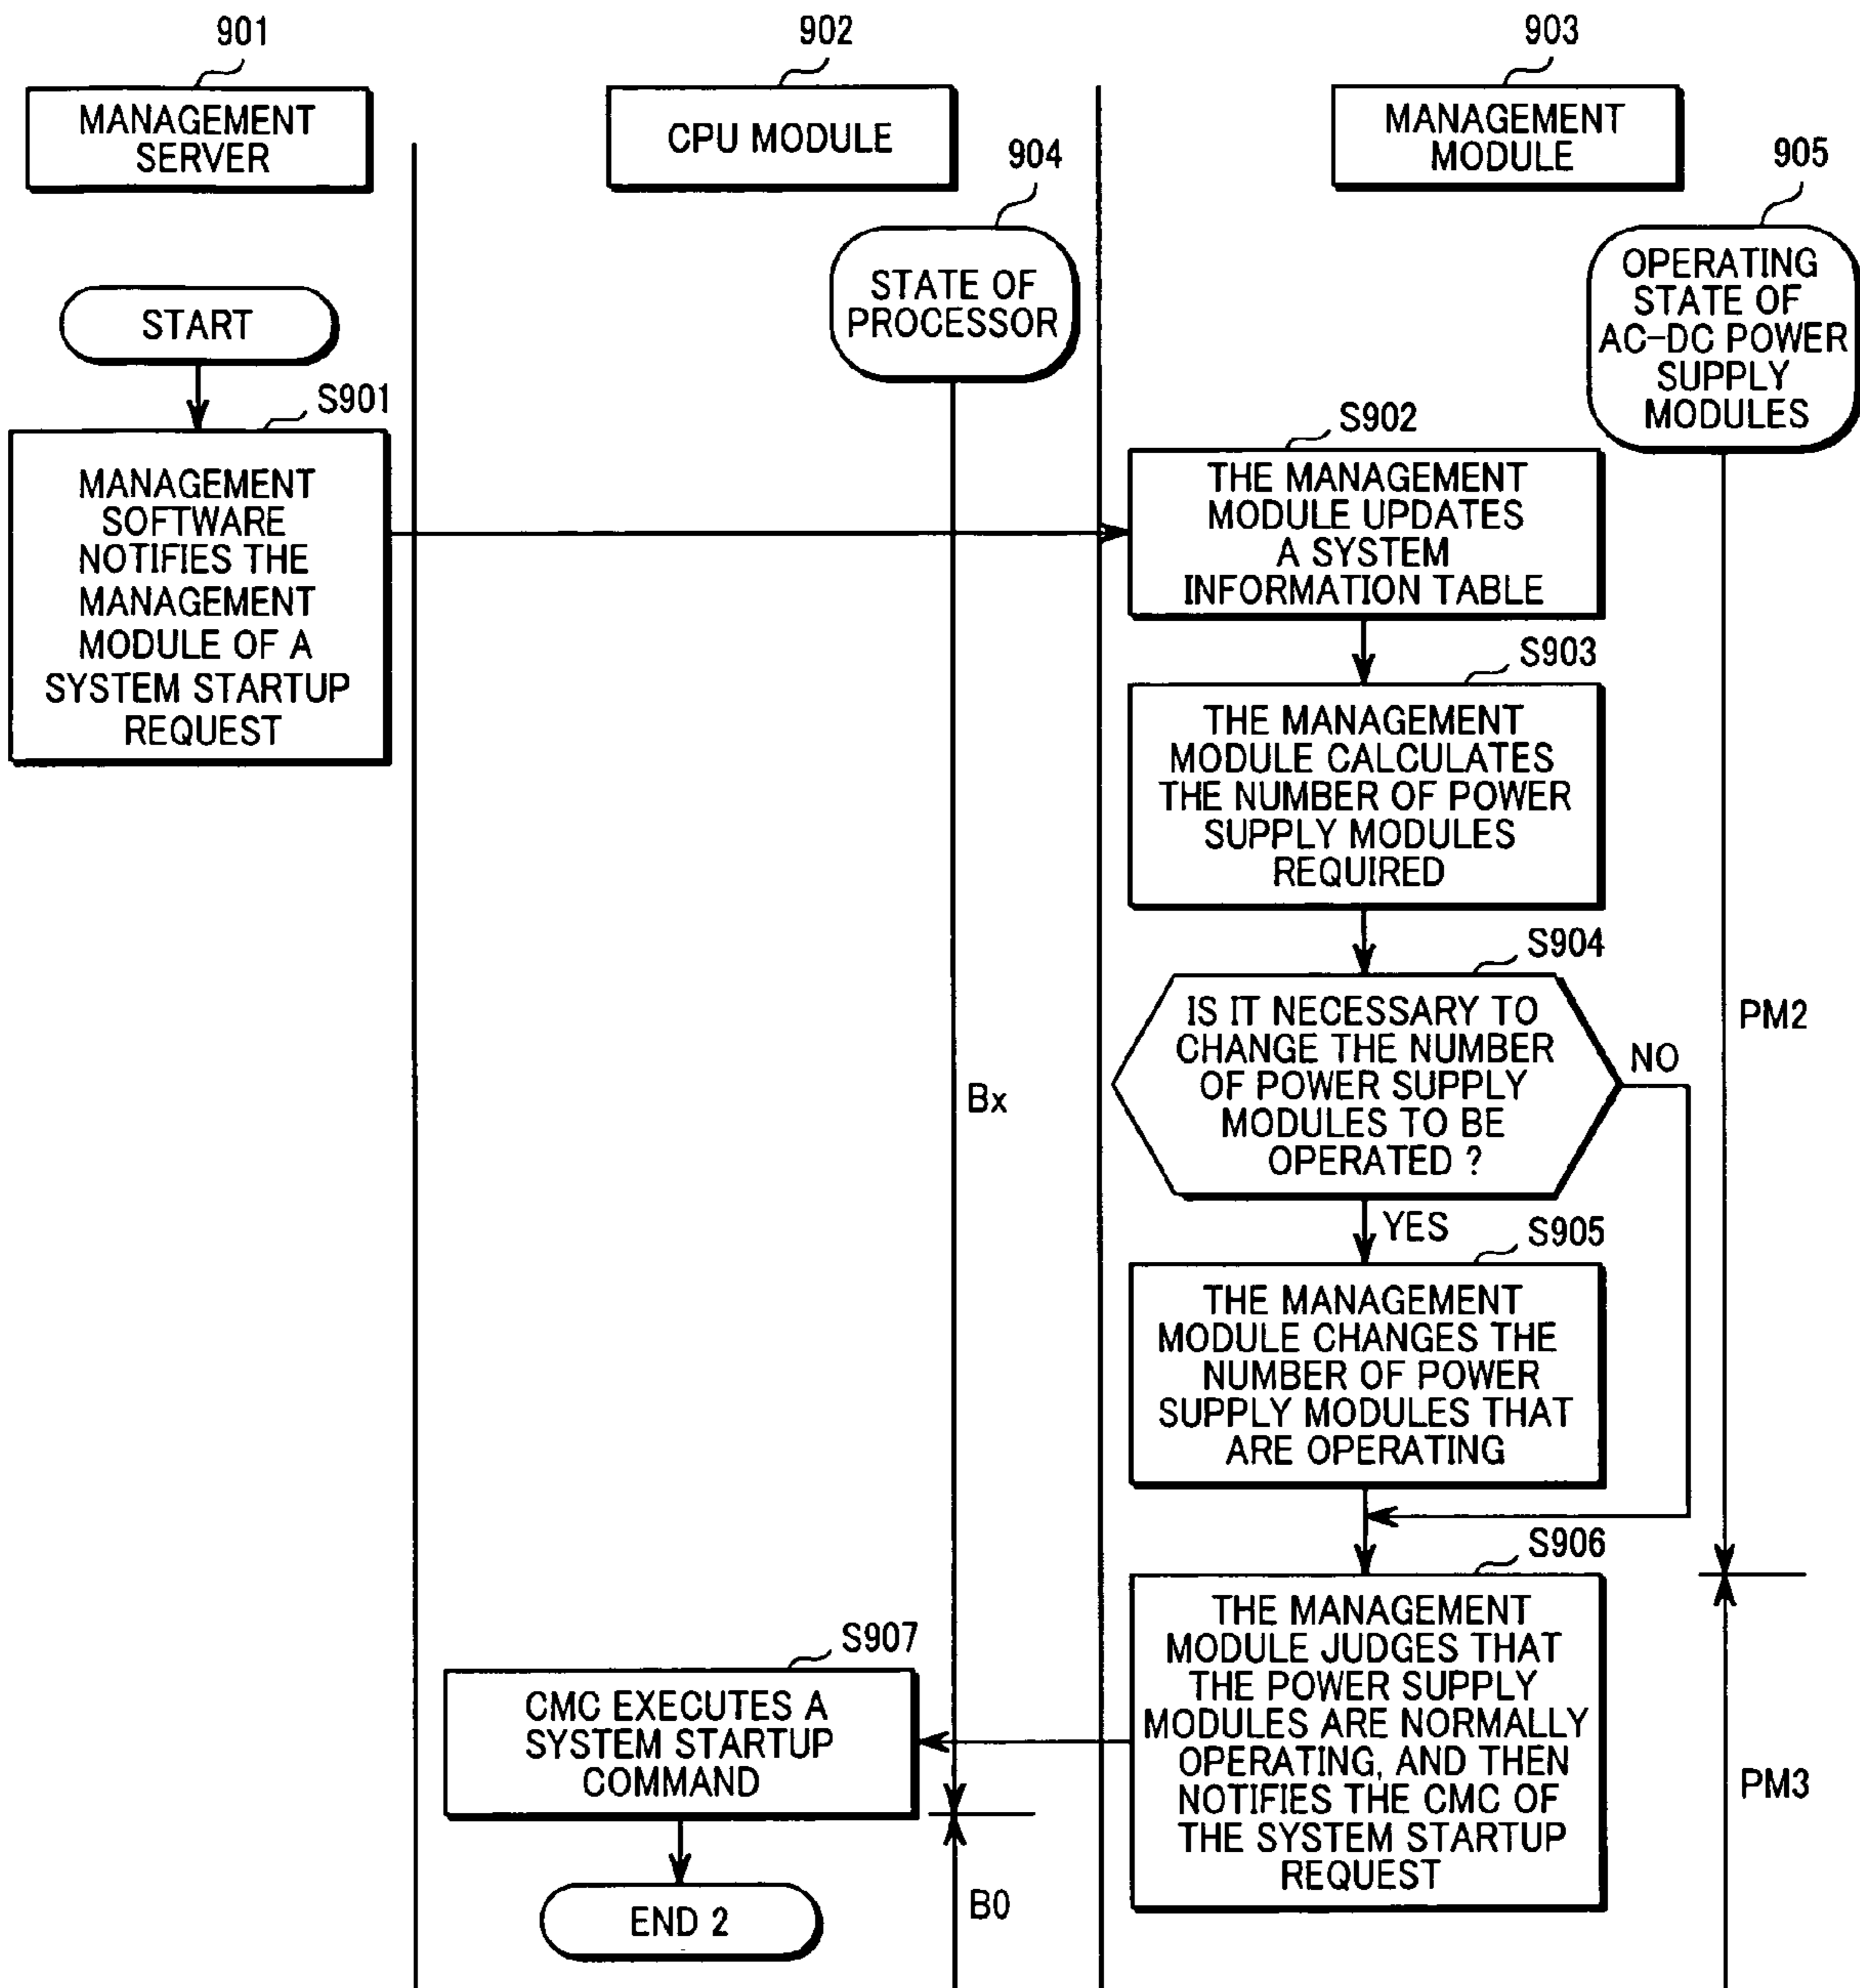 901
902
903
MANAGEMENT
SERVER
CPU MODULE
MANAGEMENT
MODULE
904
905
STATE OF
PROCESSOR
OPERATING
STATE OF
AC-DC POWER
SUPPLY
MODULES
START
S901
MANAGEMENT
SOFTWARE
NOTIFIES THE
MANAGEMENT
MODULE OF A
SYSTEM STARTUP
REQUEST
S902
THE MANAGEMENT
MODULE UPDATES
A SYSTEM
INFORMATION TABLE
S903
THE MANAGEMENT
MODULE CALCULATES
THE NUMBER OF POWER
SUPPLY MODULES
REQUIRED
S904
IS IT NECESSARY TO
CHANGE THE NUMBER
OF POWER SUPPLY
MODULES TO BE
OPERATED ?
NO
PM2
Bx
YES
S905
THE MANAGEMENT
MODULE CHANGES THE
NUMBER OF POWER
SUPPLY MODULES THAT
ARE OPERATING
S906
THE MANAGEMENT
MODULE JUDGES THAT
THE POWER SUPPLY
MODULES ARE NORMALLY
OPERATING, AND THEN
NOTIFIES THE CMC OF
THE SYSTEM STARTUP
REQUEST
PM3
S907
CMC EXECUTES A
SYSTEM STARTUP
COMMAND
END 2
B0